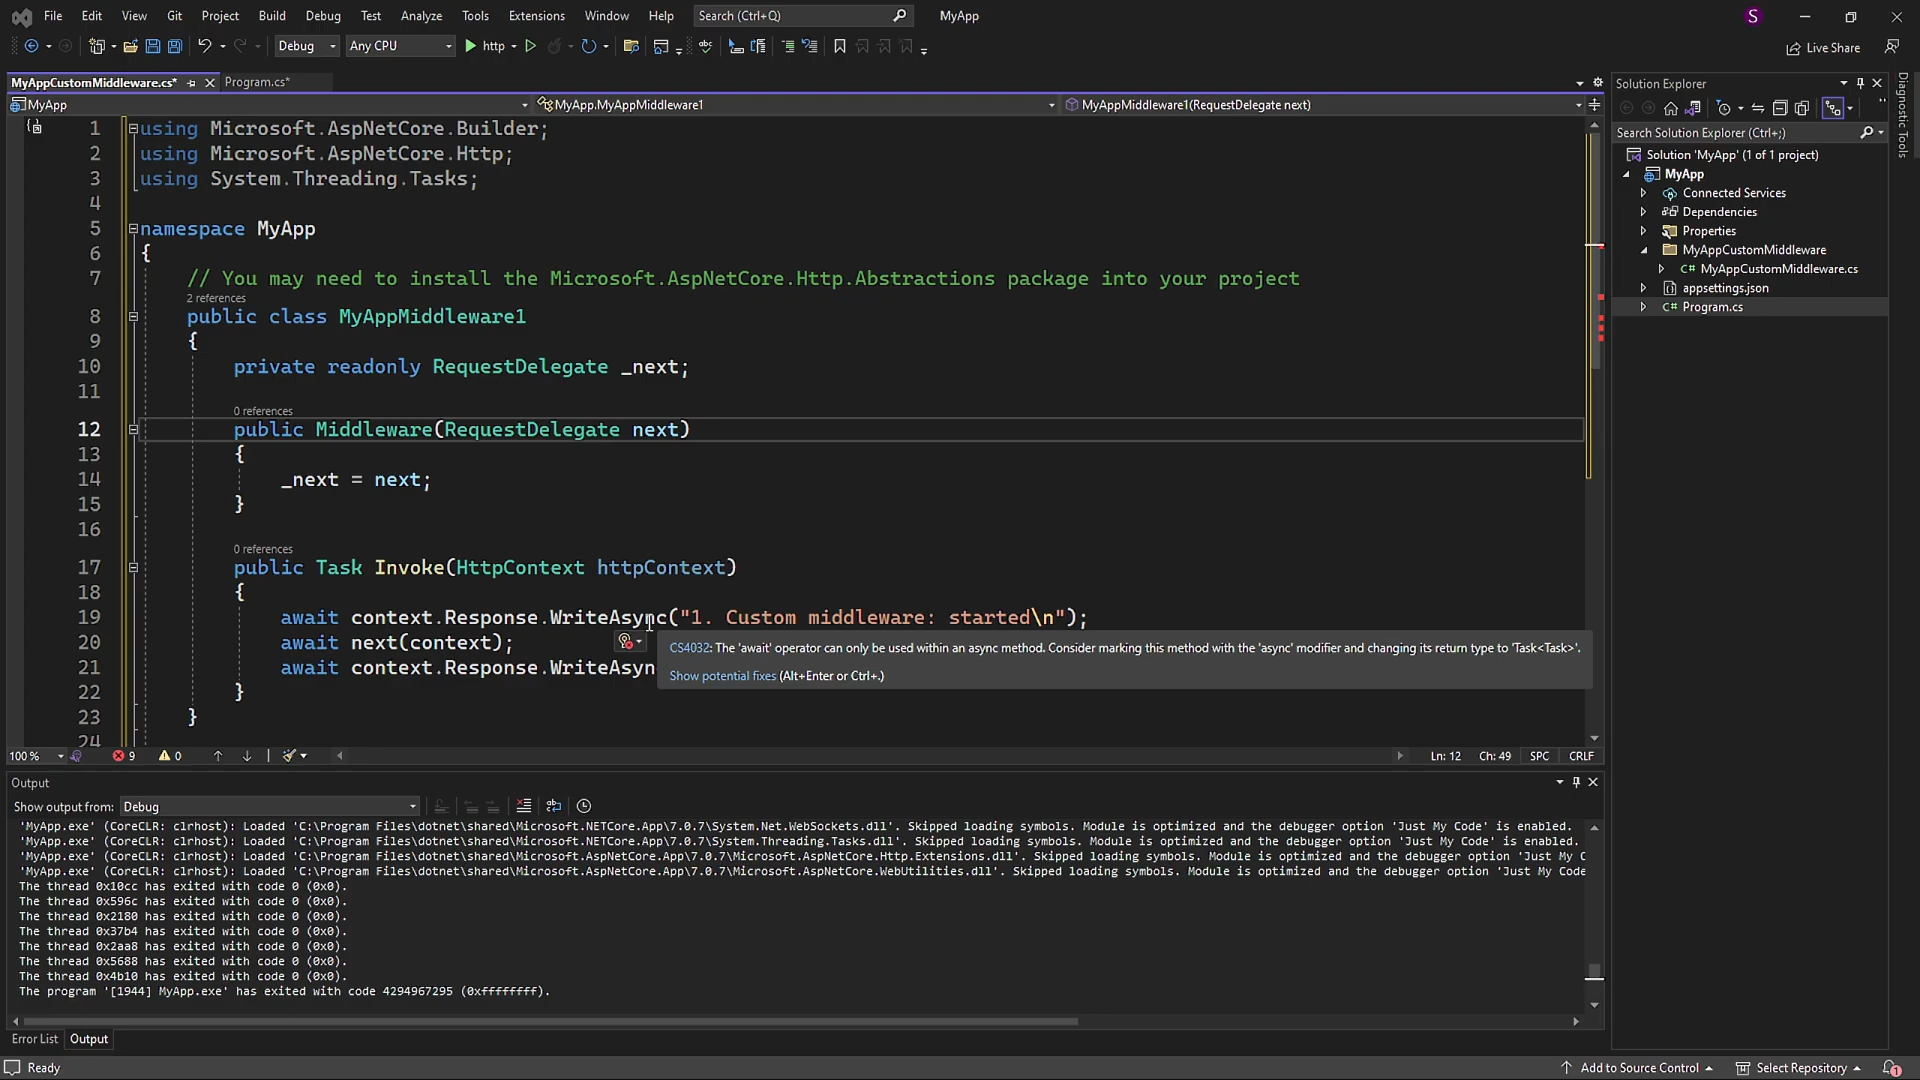 File Edit View Git Project Build Debug Test Analyze Tools Extensions Window Help Search (Ctrl+Q) MyApp S
Debug Any CPU http Live Share
MyAppCustomMiddleware.cs* Program.cs*
MyApp MyApp.MyAppMiddleware1 MyAppMiddleware1(RequestDelegate next)
1 using Microsoft.AspNetCore.Builder;
2 using Microsoft.AspNetCore.Http;
3 using System.Threading.Tasks;
4
5 namespace MyApp
6 {
7 // You may need to install the Microsoft.AspNetCore.Http.Abstractions package into your project
2 references
8 public class MyAppMiddleware1
9 {
10 private readonly RequestDelegate _next;
11
0 references
12 public Middleware(RequestDelegate next)
13 {
14 _next = next;
15 }
16
0 references
17 public Task Invoke(HttpContext httpContext)
18 {
19 await context.Response.WriteAsync("1. Custom middleware: started\n");
20 await next(context);
21 await context.Response.WriteAsyn
22 }
23 }
24
CS4032: The 'await' operator can only be used within an async method. Consider marking this method with the 'async' modifier and changing its return type to 'Task<Task>'.
Show potential fixes (Alt+Enter or Ctrl+.)
100 % 9 0 Ln: 12 Ch: 49 SPC CRLF
Output
Show output from: Debug
'MyApp.exe' (CoreCLR: clrhost): Loaded 'C:\Program Files\dotnet\shared\Microsoft.NETCore.App\7.0.7\System.Net.WebSockets.dll'. Skipped loading symbols. Module is optimized and the debugger option 'Just My Code' is enabled.
'MyApp.exe' (CoreCLR: clrhost): Loaded 'C:\Program Files\dotnet\shared\Microsoft.NETCore.App\7.0.7\System.Threading.Tasks.dll'. Skipped loading symbols. Module is optimized and the debugger option 'Just My Code' is enabled.
'MyApp.exe' (CoreCLR: clrhost): Loaded 'C:\Program Files\dotnet\shared\Microsoft.AspNetCore.App\7.0.7\Microsoft.AspNetCore.Http.Extensions.dll'. Skipped loading symbols. Module is optimized and the debugger option 'Just My C
'MyApp.exe' (CoreCLR: clrhost): Loaded 'C:\Program Files\dotnet\shared\Microsoft.AspNetCore.App\7.0.7\Microsoft.AspNetCore.WebUtilities.dll'. Skipped loading symbols. Module is optimized and the debugger option 'Just My Code
The thread 0x10cc has exited with code 0 (0x0).
The thread 0x596c has exited with code 0 (0x0).
The thread 0x2180 has exited with code 0 (0x0).
The thread 0x37b4 has exited with code 0 (0x0).
The thread 0x2aa8 has exited with code 0 (0x0).
The thread 0x5688 has exited with code 0 (0x0).
The thread 0x4b10 has exited with code 0 (0x0).
The program '[1944] MyApp.exe' has exited with code 4294967295 (0xffffffff).
Error List Output
Solution Explorer
Search Solution Explorer (Ctrl+;)
Solution 'MyApp' (1 of 1 project)
MyApp
Connected Services
Dependencies
Properties
MyAppCustomMiddleware
C# MyAppCustomMiddleware.cs
appsettings.json
C# Program.cs
Diagnostic Tools
Ready Add to Source Control Select Repository 1